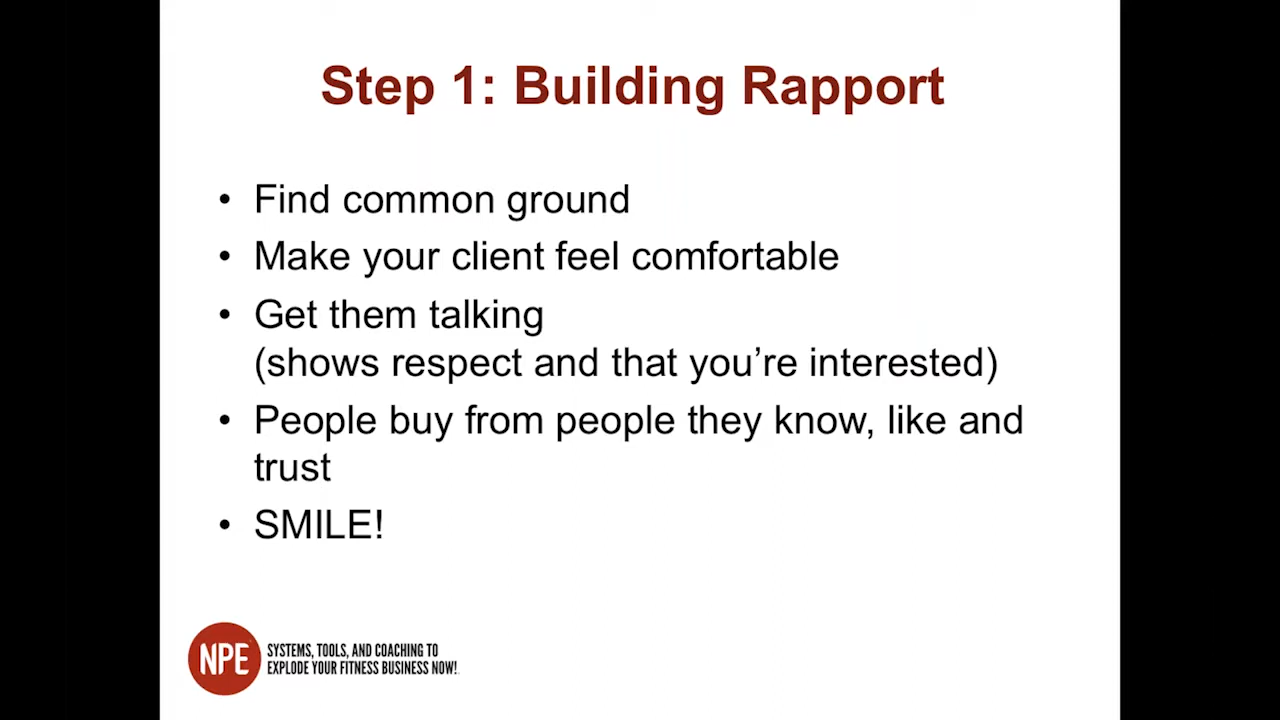 Step 1: Building Rapport
• Find common ground
• Make your client feel comfortable
• Get them talking
(shows respect and that you’re interested)
• People buy from people they know, like and
trust
• SMILE!
NPE
SYSTEMS, TOOLS, AND COACHING TO
EXPLODE YOUR FITNESS BUSINESS NOW!